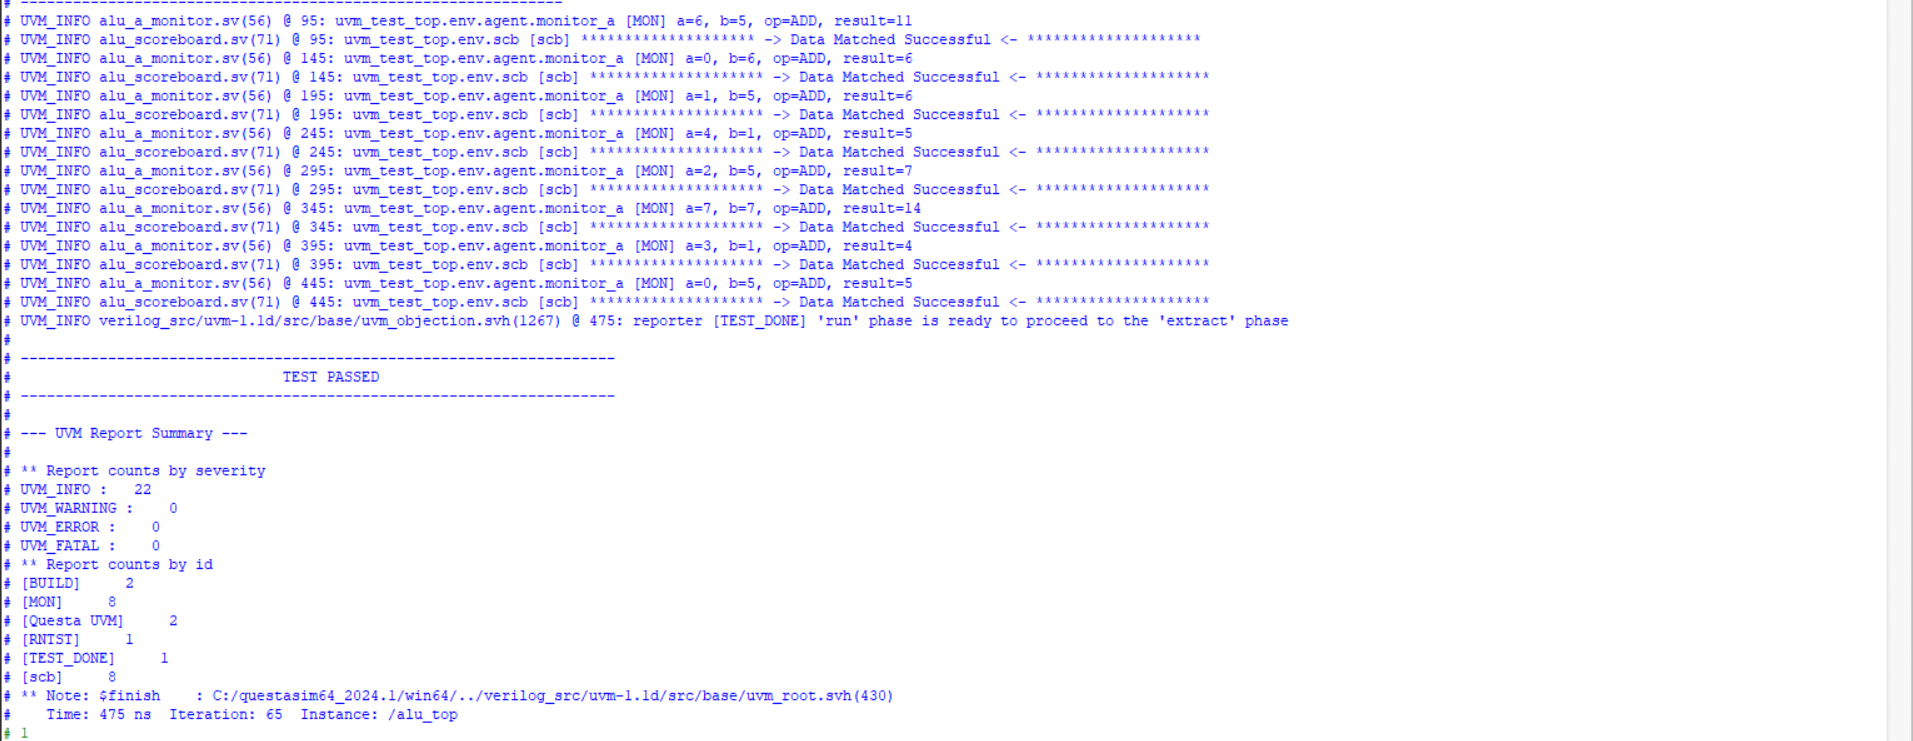 # ---------------------------------------------------------------
# UVM_INFO alu_a_monitor.sv(56) @ 95: uvm_test_top.env.agent.monitor_a [MON] a=6, b=5, op=ADD, result=11
# UVM_INFO alu_scoreboard.sv(71) @ 95: uvm_test_top.env.scb [scb] ******************** -> Data Matched Successful <- ********************
# UVM_INFO alu_a_monitor.sv(56) @ 145: uvm_test_top.env.agent.monitor_a [MON] a=0, b=6, op=ADD, result=6
# UVM_INFO alu_scoreboard.sv(71) @ 145: uvm_test_top.env.scb [scb] ******************** -> Data Matched Successful <- ********************
# UVM_INFO alu_a_monitor.sv(56) @ 195: uvm_test_top.env.agent.monitor_a [MON] a=1, b=5, op=ADD, result=6
# UVM_INFO alu_scoreboard.sv(71) @ 195: uvm_test_top.env.scb [scb] ******************** -> Data Matched Successful <- ********************
# UVM_INFO alu_a_monitor.sv(56) @ 245: uvm_test_top.env.agent.monitor_a [MON] a=4, b=1, op=ADD, result=5
# UVM_INFO alu_scoreboard.sv(71) @ 245: uvm_test_top.env.scb [scb] ******************** -> Data Matched Successful <- ********************
# UVM_INFO alu_a_monitor.sv(56) @ 295: uvm_test_top.env.agent.monitor_a [MON] a=2, b=5, op=ADD, result=7
# UVM_INFO alu_scoreboard.sv(71) @ 295: uvm_test_top.env.scb [scb] ******************** -> Data Matched Successful <- ********************
# UVM_INFO alu_a_monitor.sv(56) @ 345: uvm_test_top.env.agent.monitor_a [MON] a=7, b=7, op=ADD, result=14
# UVM_INFO alu_scoreboard.sv(71) @ 345: uvm_test_top.env.scb [scb] ******************** -> Data Matched Successful <- ********************
# UVM_INFO alu_a_monitor.sv(56) @ 395: uvm_test_top.env.agent.monitor_a [MON] a=3, b=1, op=ADD, result=4
# UVM_INFO alu_scoreboard.sv(71) @ 395: uvm_test_top.env.scb [scb] ******************** -> Data Matched Successful <- ********************
# UVM_INFO alu_a_monitor.sv(56) @ 445: uvm_test_top.env.agent.monitor_a [MON] a=0, b=5, op=ADD, result=5
# UVM_INFO alu_scoreboard.sv(71) @ 445: uvm_test_top.env.scb [scb] ******************** -> Data Matched Successful <- ********************
# UVM_INFO verilog_src/uvm-1.1d/src/base/uvm_objection.svh(1267) @ 475: reporter [TEST_DONE] 'run' phase is ready to proceed to the 'extract' phase
#
# --------------------------------------------------------------------
# TEST PASSED
# --------------------------------------------------------------------
#
# --- UVM Report Summary ---
#
# ** Report counts by severity
# UVM_INFO : 22
# UVM_WARNING : 0
# UVM_ERROR : 0
# UVM_FATAL : 0
# ** Report counts by id
# [BUILD] 2
# [MON] 8
# [Questa UVM] 2
# [RNTST] 1
# [TEST_DONE] 1
# [scb] 8
# ** Note: $finish : C:/questasim64_2024.1/win64/../verilog_src/uvm-1.1d/src/base/uvm_root.svh(430)
# Time: 475 ns Iteration: 65 Instance: /alu_top
# 1